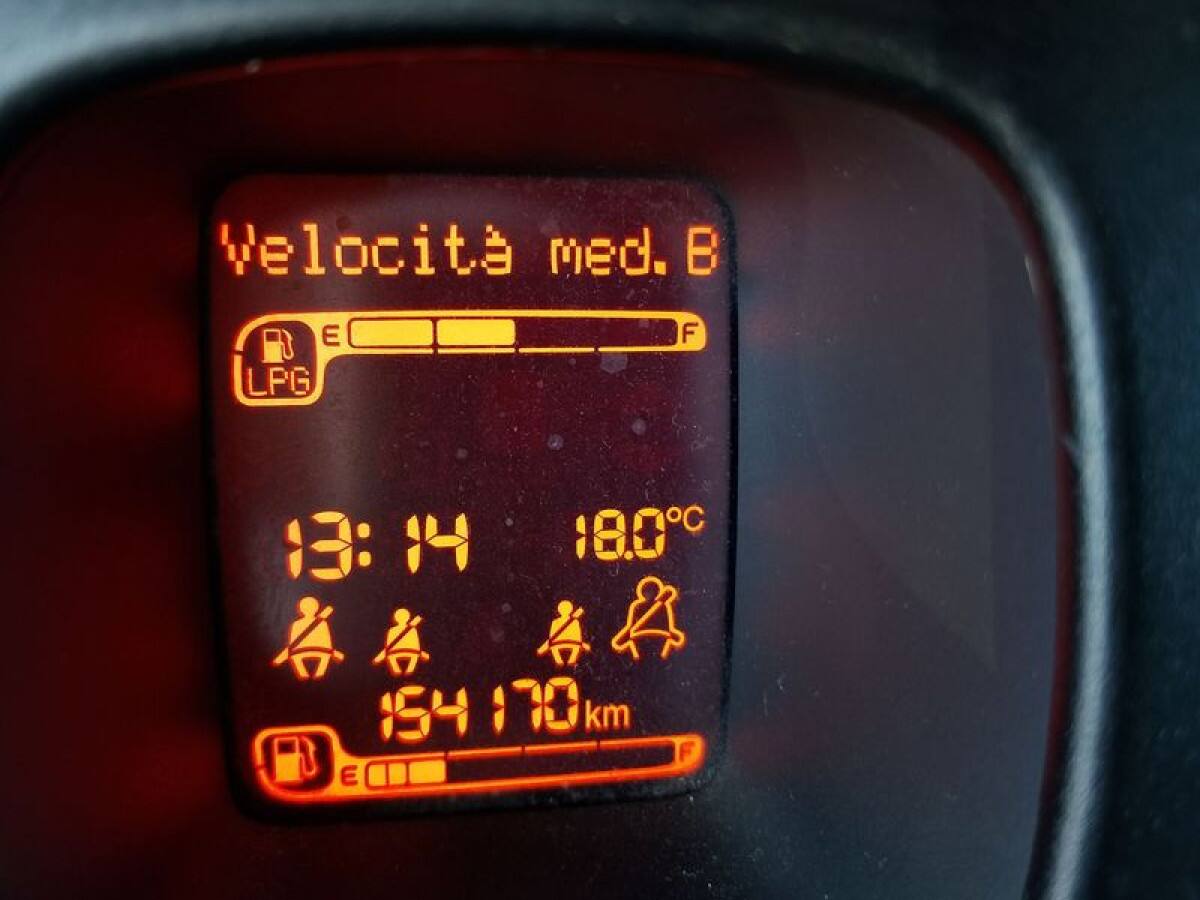 Velocità med. B
E F
LPG
13:14 18.0°C
154170km
E F